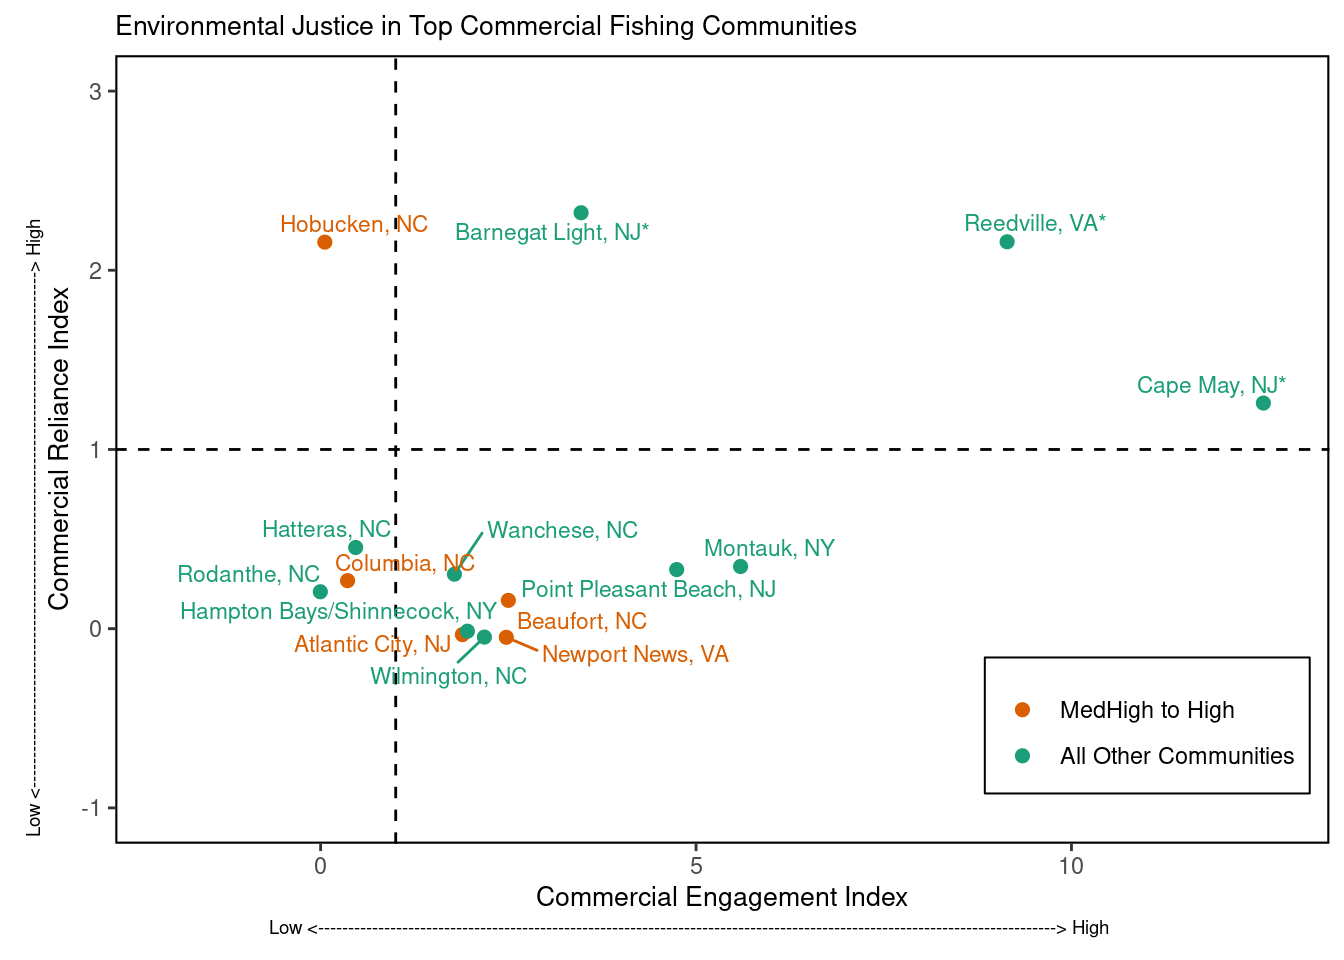 Environmental Justice in Top Commercial Fishing Communities
3
2
1
0
-1
Low <-----------------------------------------------------------------------------------------------------> High
Commercial Reliance Index
Hobucken, NC
Barnegat Light, NJ*
Reedville, VA*
Cape May, NJ*
Hatteras, NC
Wanchese, NC
Montauk, NY
Columbia, NC
Rodanthe, NC
Point Pleasant Beach, NJ
Hampton Bays/Shinnecock, NY
Beaufort, NC
Atlantic City, NJ
Newport News, VA
Wilmington, NC
MedHigh to High
All Other Communities
0
5
10
Commercial Engagement Index
Low <-----------------------------------------------------------------------------------------------------------------------------> High